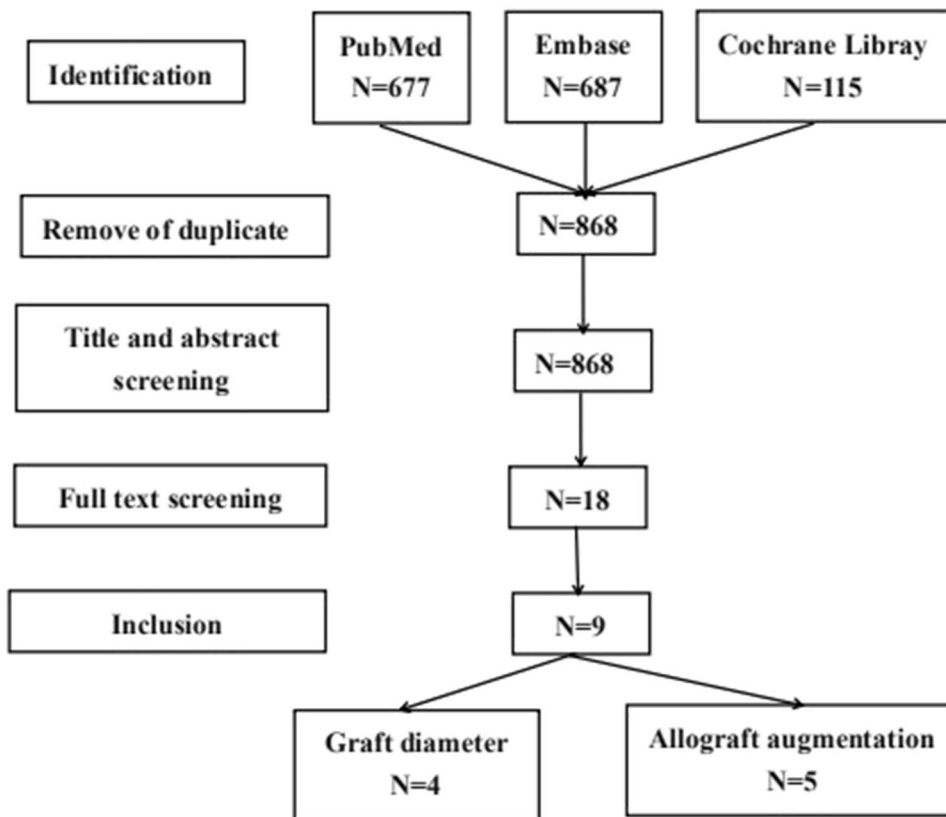 Identification
PubMed
N=677
Embase
N=687
Cochrane Libray
N=115
Remove of duplicate
N=868
Title and abstract
screening
N=868
Full text screening
N=18
Inclusion
N=9
Graft diameter
N=4
Allograft augmentation
N=5